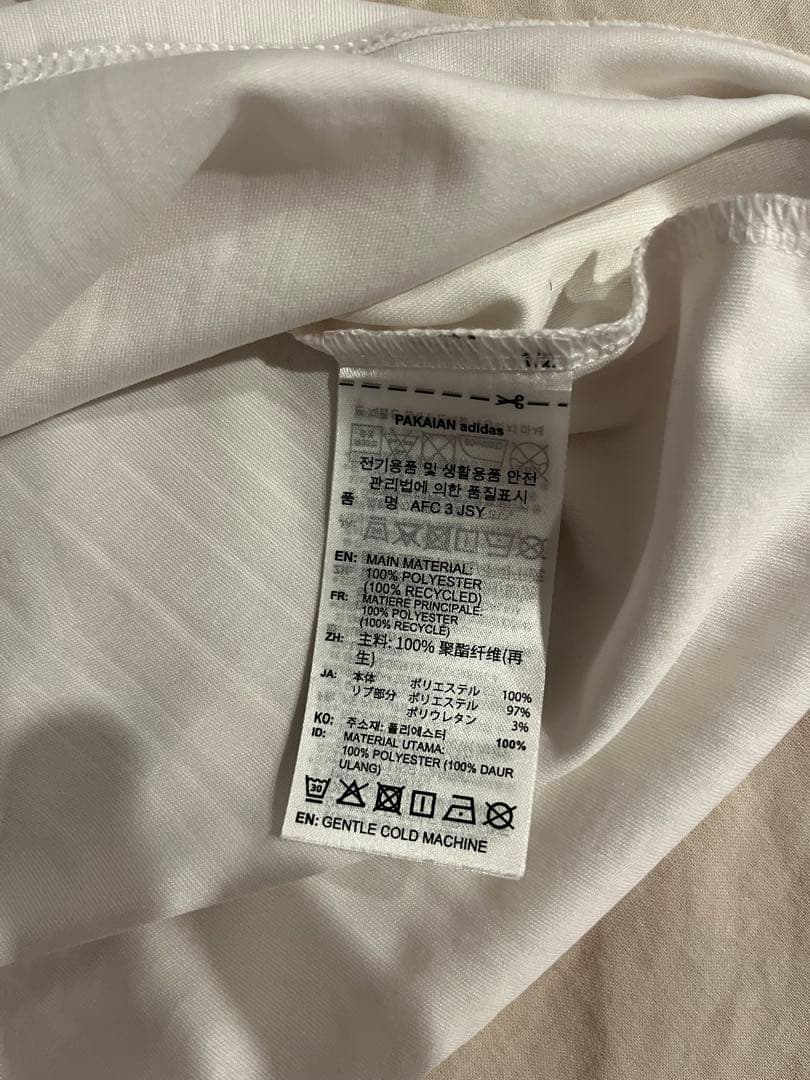 1/2.
PAKAIAN adidas
전기용품 및 생활용품 안전
관리법에 의한 품질표시
품 명 AFC 3 JSY
EN: MAIN MATERIAL:
100% POLYESTER
(100% RECYCLED)
FR: MATIERE PRINCIPALE:
100% POLYESTER
(100% RECYCLE)
ZH: 主料: 100% 聚酯纤维(再
生)
JA: 本体 ポリエステル 100%
リブ部分 ポリエステル 97%
ポリウレタン 3%
KO: 주소재: 폴리에스터 100%
ID: MATERIAL UTAMA:
100% POLYESTER (100% DAUR
ULANG)
30
EN: GENTLE COLD MACHINE